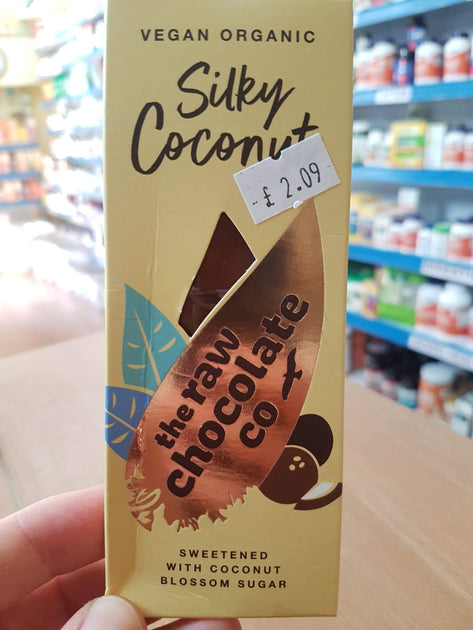 VEGAN ORGANIC
Silky
Coconut
- £ 2.09 -
the raw
chocolate
co
SWEETENED
WITH COCONUT
BLOSSOM SUGAR